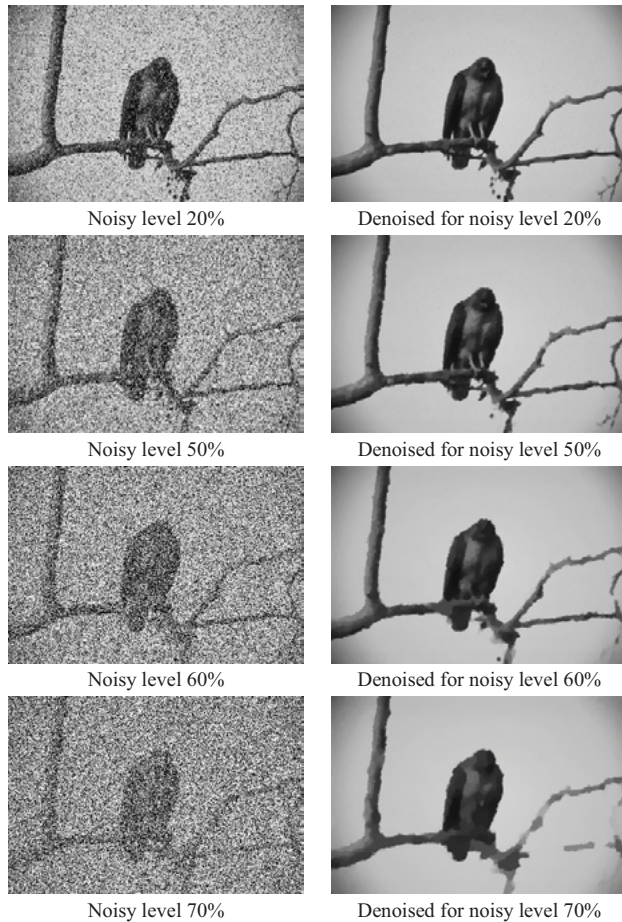 Noisy level 20%
Denoised for noisy level 20%
Noisy level 50%
Denoised for noisy level 50%
Noisy level 60%
Denoised for noisy level 60%
Noisy level 70%
Denoised for noisy level 70%